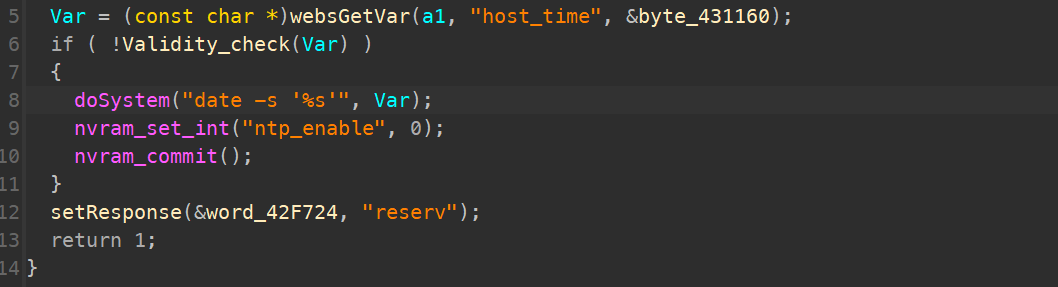 5 Var = (const char *)websGetVar(a1, "host_time", &byte_431160);
6 if ( !Validity_check(Var) )
7 {
8 doSystem("date -s '%s'", Var);
9 nvram_set_int("ntp_enable", 0);
10 nvram_commit();
11 }
12 setResponse(&word_42F724, "reserv");
13 return 1;
14 }